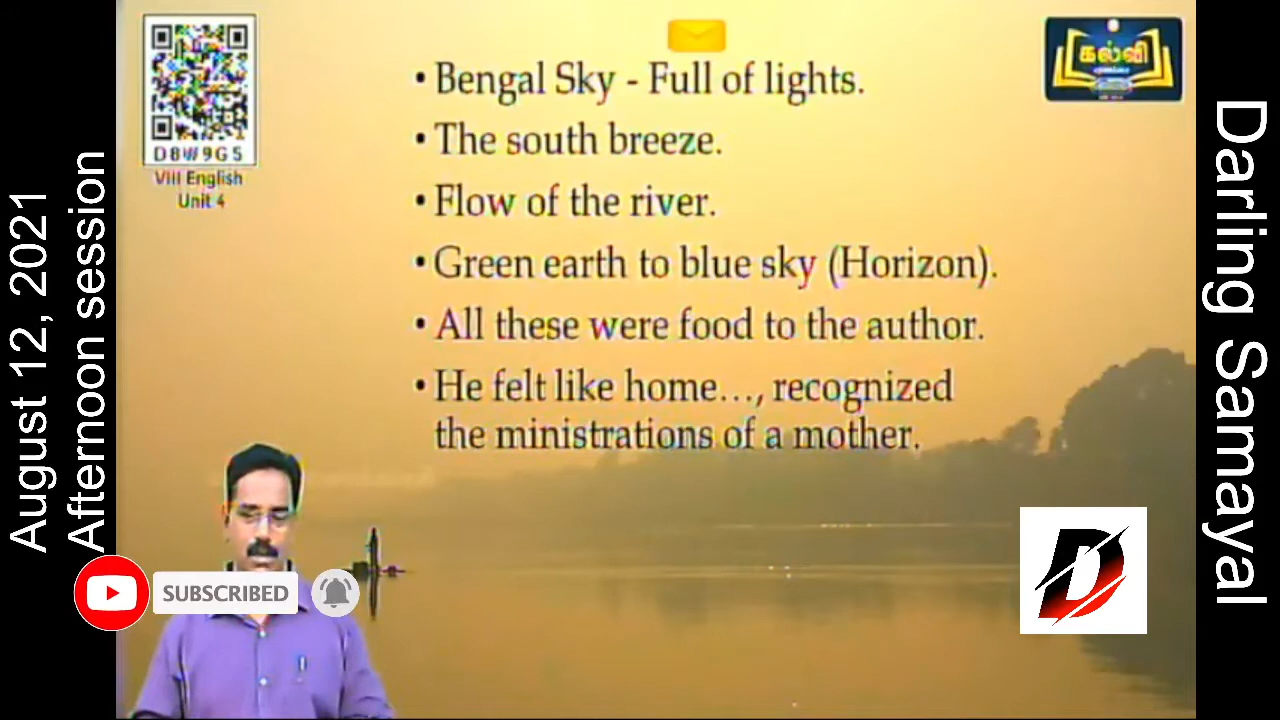 August 12, 2021
Afternoon session
D8W9G5
VIII English
Unit 4
• Bengal Sky - Full of lights.
• The south breeze.
• Flow of the river.
• Green earth to blue sky (Horizon).
• All these were food to the author.
• He felt like home..., recognized
the ministrations of a mother.
கல்வி
SUBSCRIBED
D
Darling Samayal